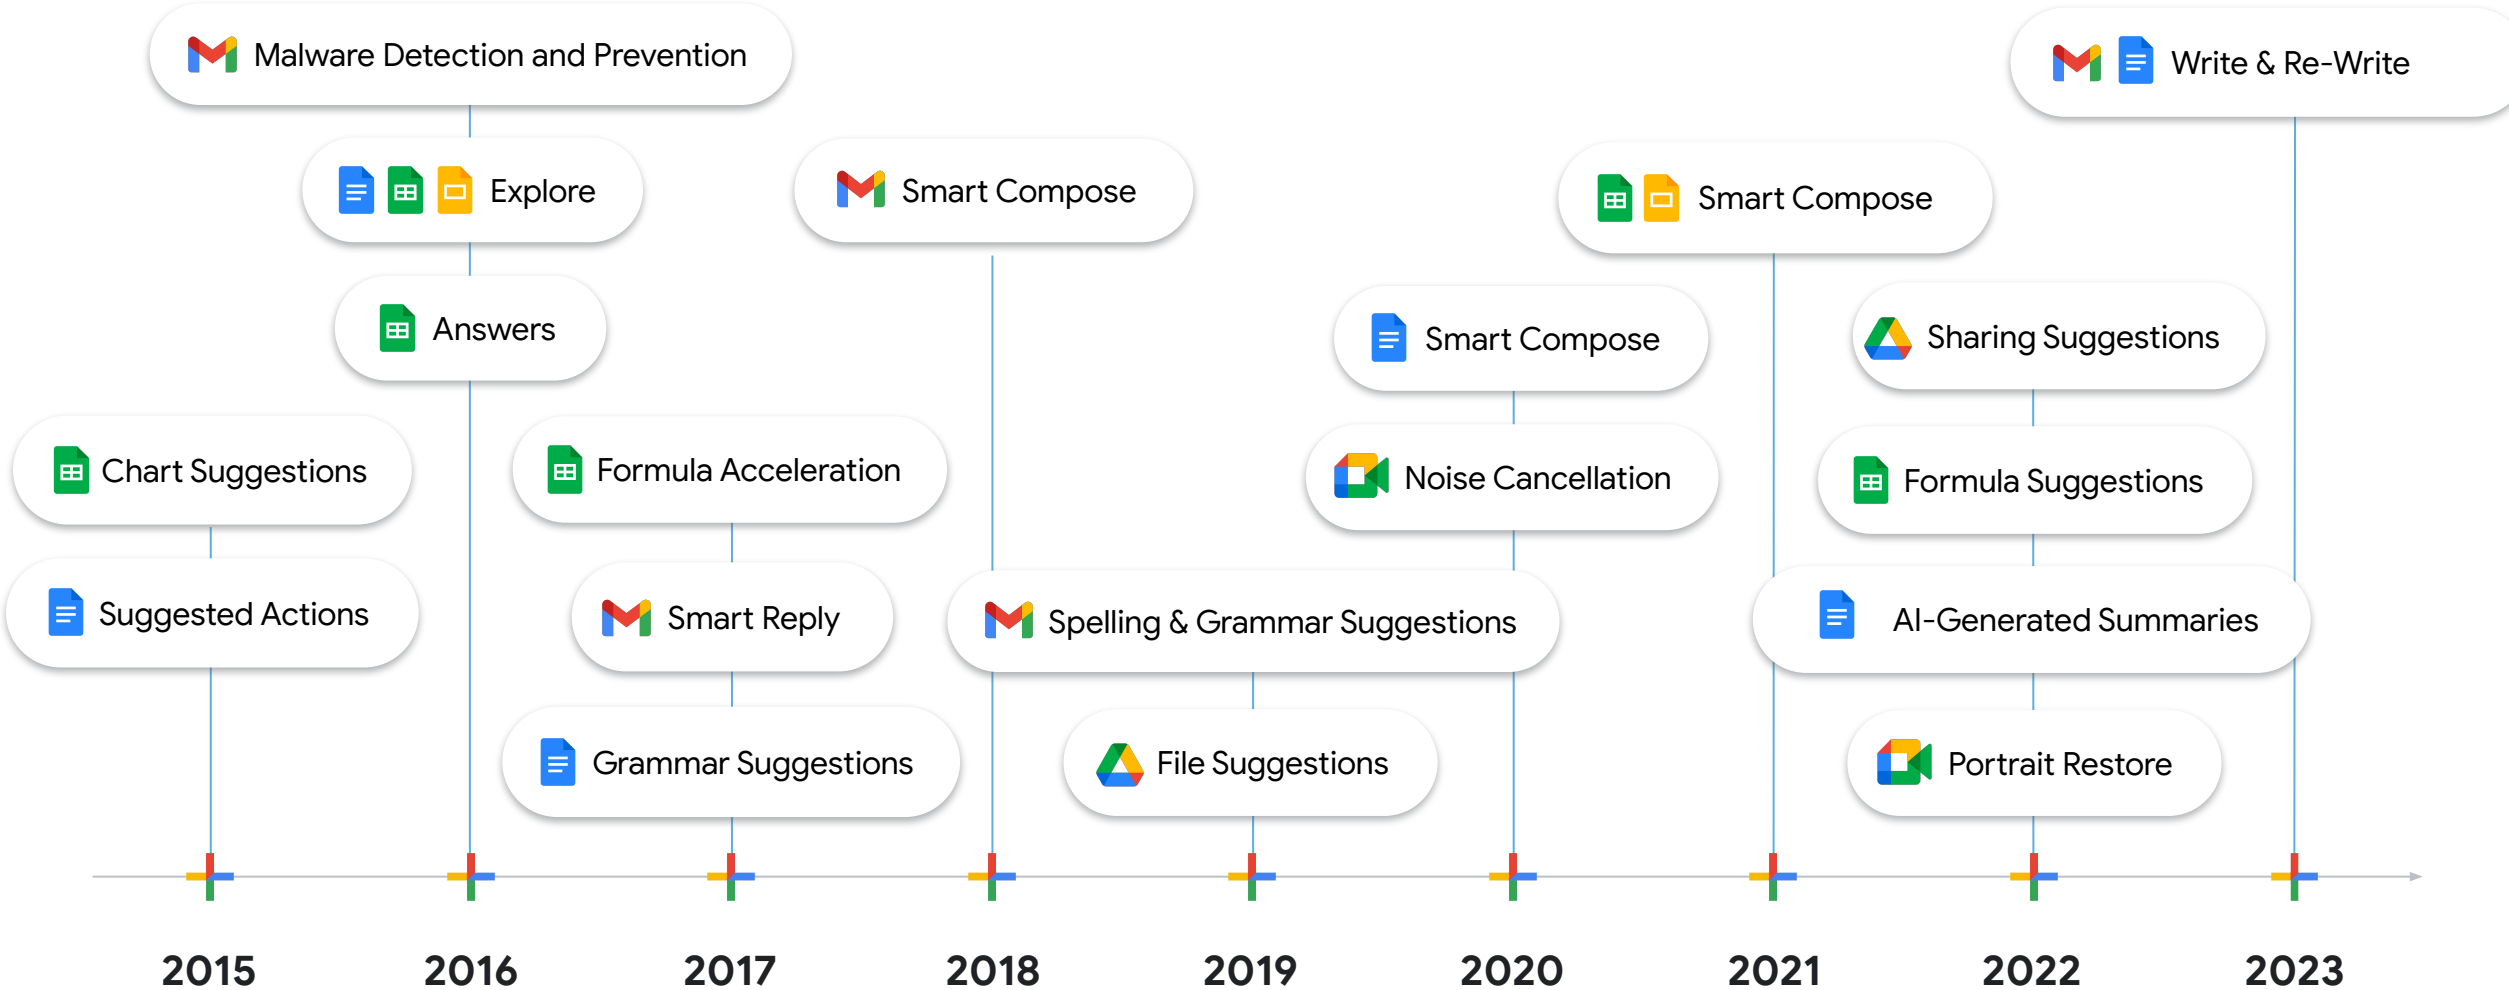 Malware Detection and Prevention
Write & Re-Write
Explore
Smart Compose
Smart Compose
Answers
Smart Compose
Sharing Suggestions
Chart Suggestions
Formula Acceleration
Noise Cancellation
Formula Suggestions
Suggested Actions
Smart Reply
Spelling & Grammar Suggestions
AI-Generated Summaries
Grammar Suggestions
File Suggestions
Portrait Restore
2015
2016
2017
2018
2019
2020
2021
2022
2023